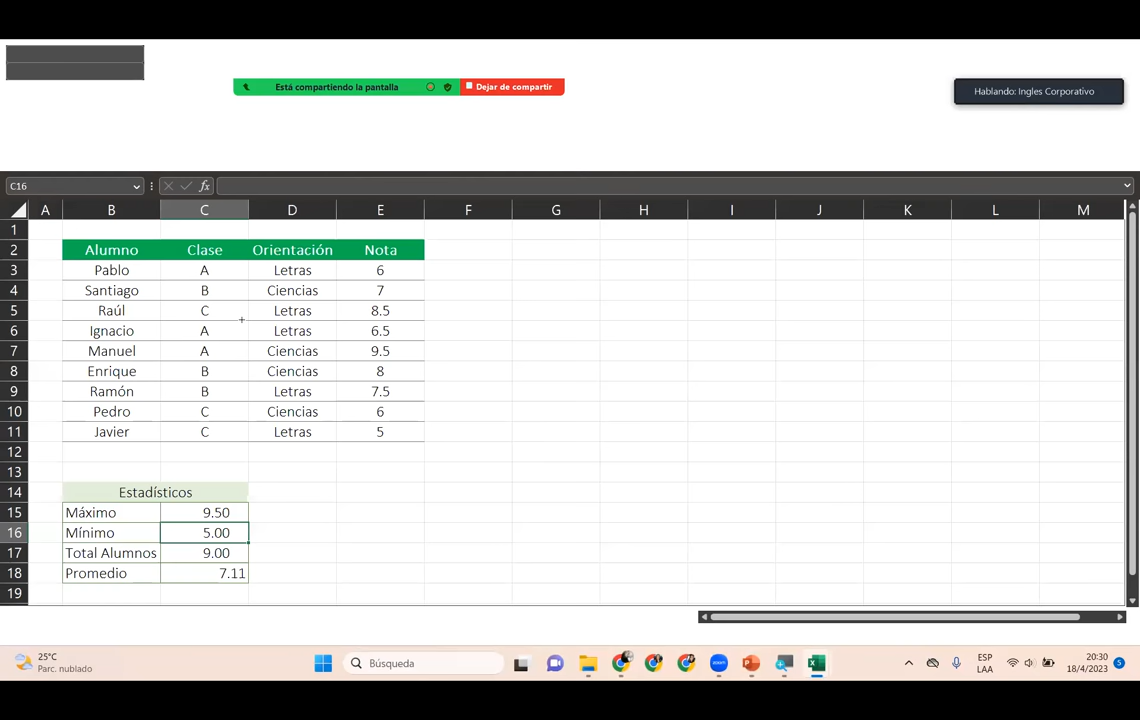 Está compartiendo la pantalla
Dejar de compartir
Hablando: Ingles Corporativo
C16
fx
A B C D E F G H I J K L M
1
2 Alumno Clase Orientación Nota
3 Pablo A Letras 6
4 Santiago B Ciencias 7
5 Raúl C Letras 8.5
6 Ignacio A Letras 6.5
7 Manuel A Ciencias 9.5
8 Enrique B Ciencias 8
9 Ramón B Letras 7.5
10 Pedro C Ciencias 6
11 Javier C Letras 5
12
13
14 Estadísticos
15 Máximo 9.50
16 Mínimo 5.00
17 Total Alumnos 9.00
18 Promedio 7.11
19
25°C
Parc. nublado
Búsqueda
zoom
ESP
LAA
20:30
18/4/2023
5